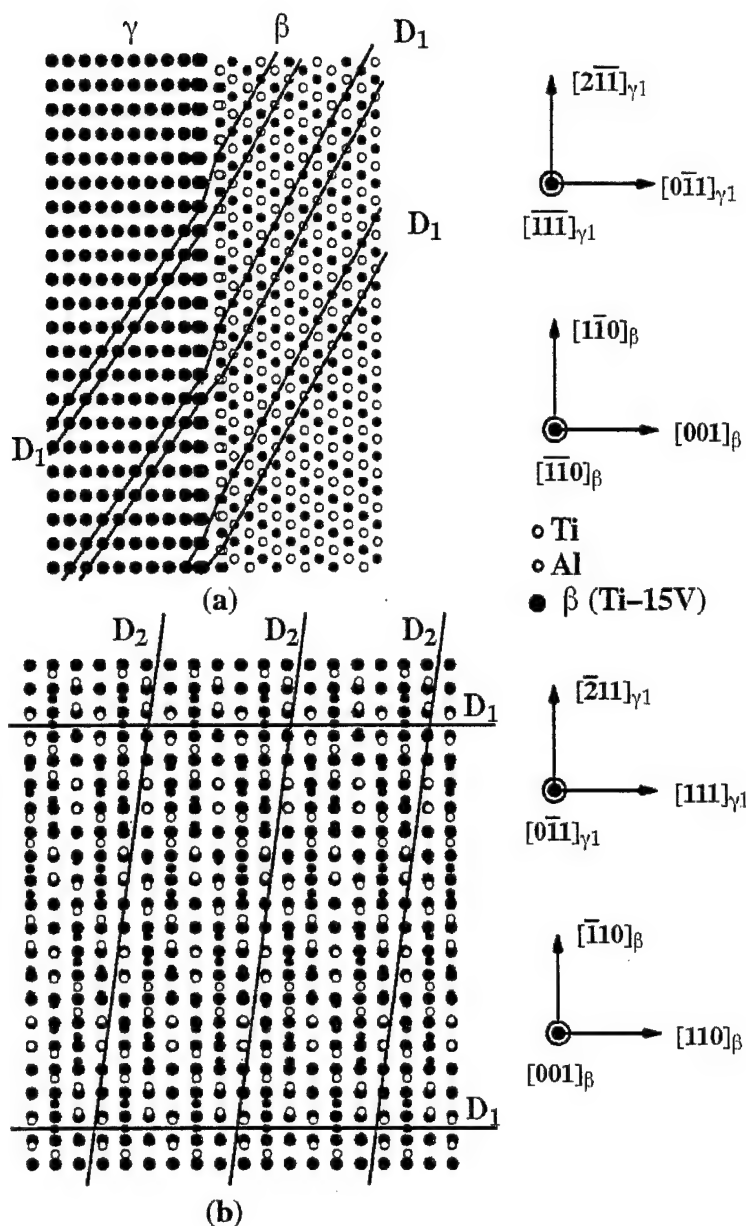 γ β D₁
D₁
D₁
(a)
[21̅1̅]γ1
[01̅1]γ1
[1̅1̅1̅]γ1
[11̅0]β
[001]β
[1̅1̅0]β
Ti
Al
β (Ti–15V)
D₂ D₂ D₂
D₁
D₁
(b)
[2̅11]γ1
[111]γ1
[01̅1]γ1
[1̅10]β
[110]β
[001]β